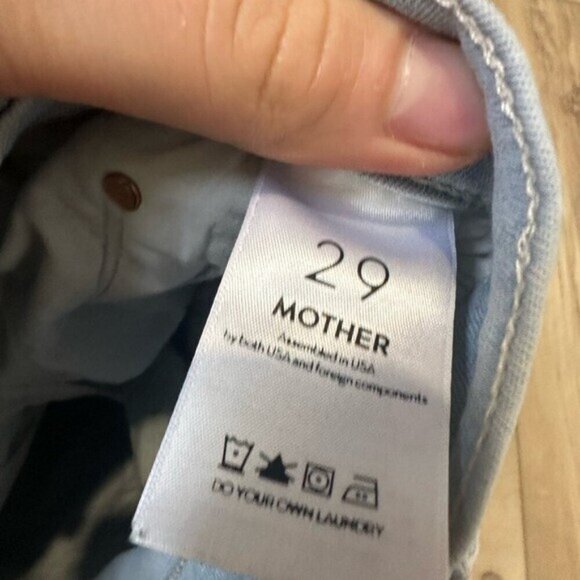 29
MOTHER
Assembled in USA
by both USA and foreign components
DO YOUR OWN LAUNDRY